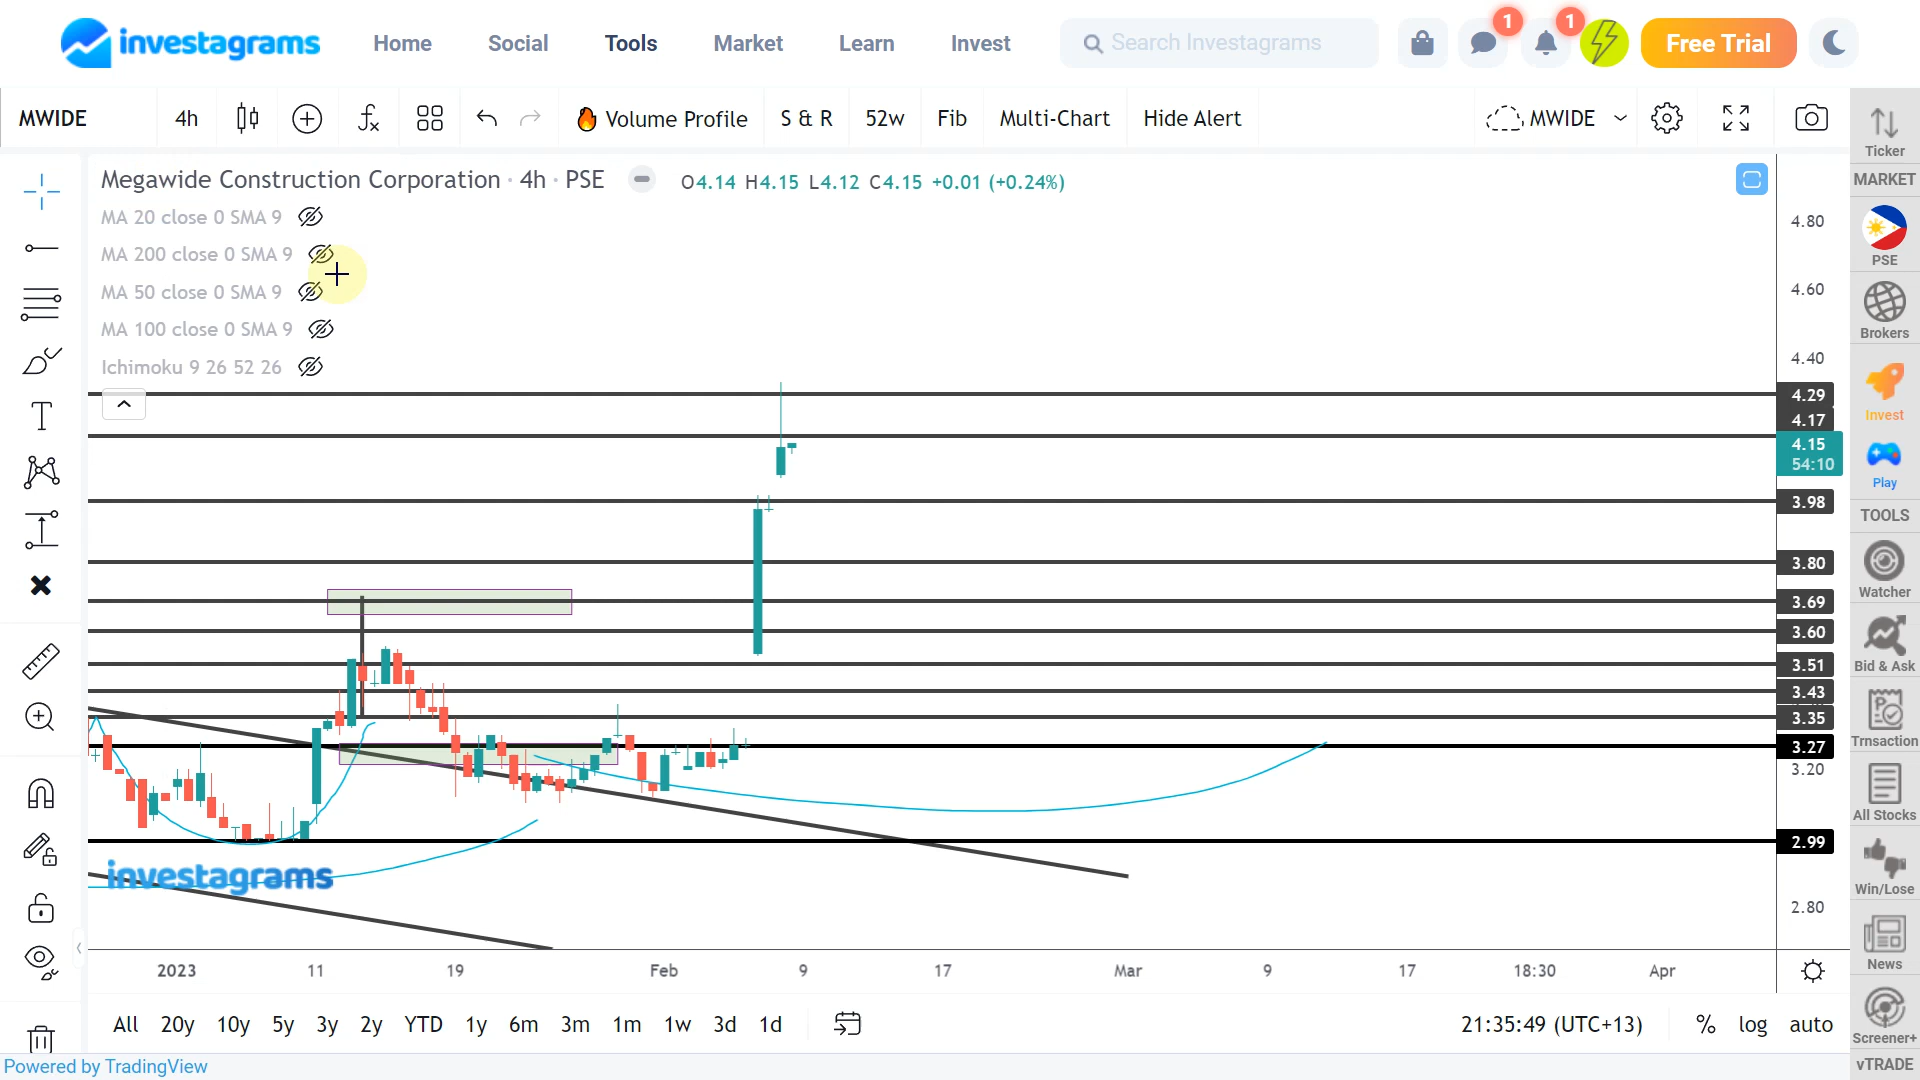 investagrams
Home
Social
Tools
Market
Learn
Invest
Search Investagrams
1
1
Free Trial
MWIDE
4h
Volume Profile
S & R
52w
Fib
Multi-Chart
Hide Alert
MWIDE
Megawide Construction Corporation · 4h · PSE
O4.14 H4.15 L4.12 C4.15 +0.01 (+0.24%)
MA 20 close 0 SMA 9
MA 200 close 0 SMA 9
MA 50 close 0 SMA 9
MA 100 close 0 SMA 9
Ichimoku 9 26 52 26
4.80
4.60
4.40
4.29
4.17
4.15
54:10
3.98
3.80
3.69
3.60
3.51
3.43
3.35
3.27
3.20
2.99
2.80
investagrams
2023
11
19
Feb
9
17
Mar
9
17
18:30
Apr
All
20y
10y
5y
3y
2y
YTD
1y
6m
3m
1m
1w
3d
1d
21:35:49 (UTC+13)
%
log
auto
Powered by TradingView
Ticker
MARKET
PSE
Brokers
Invest
Play
TOOLS
Watcher
Bid & Ask
Trnsaction
All Stocks
Win/Lose
News
Screener+
vTRADE